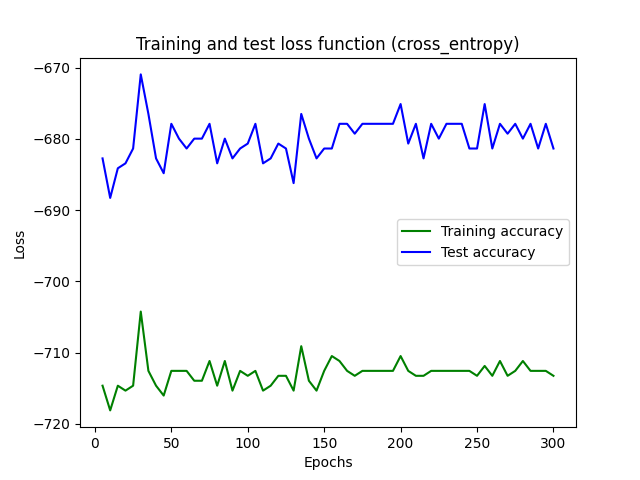 Training and test loss function (cross_entropy)
−670
−680
−690
−700
−710
−720
Loss
Training accuracy
Test accuracy
0 50 100 150 200 250 300
Epochs